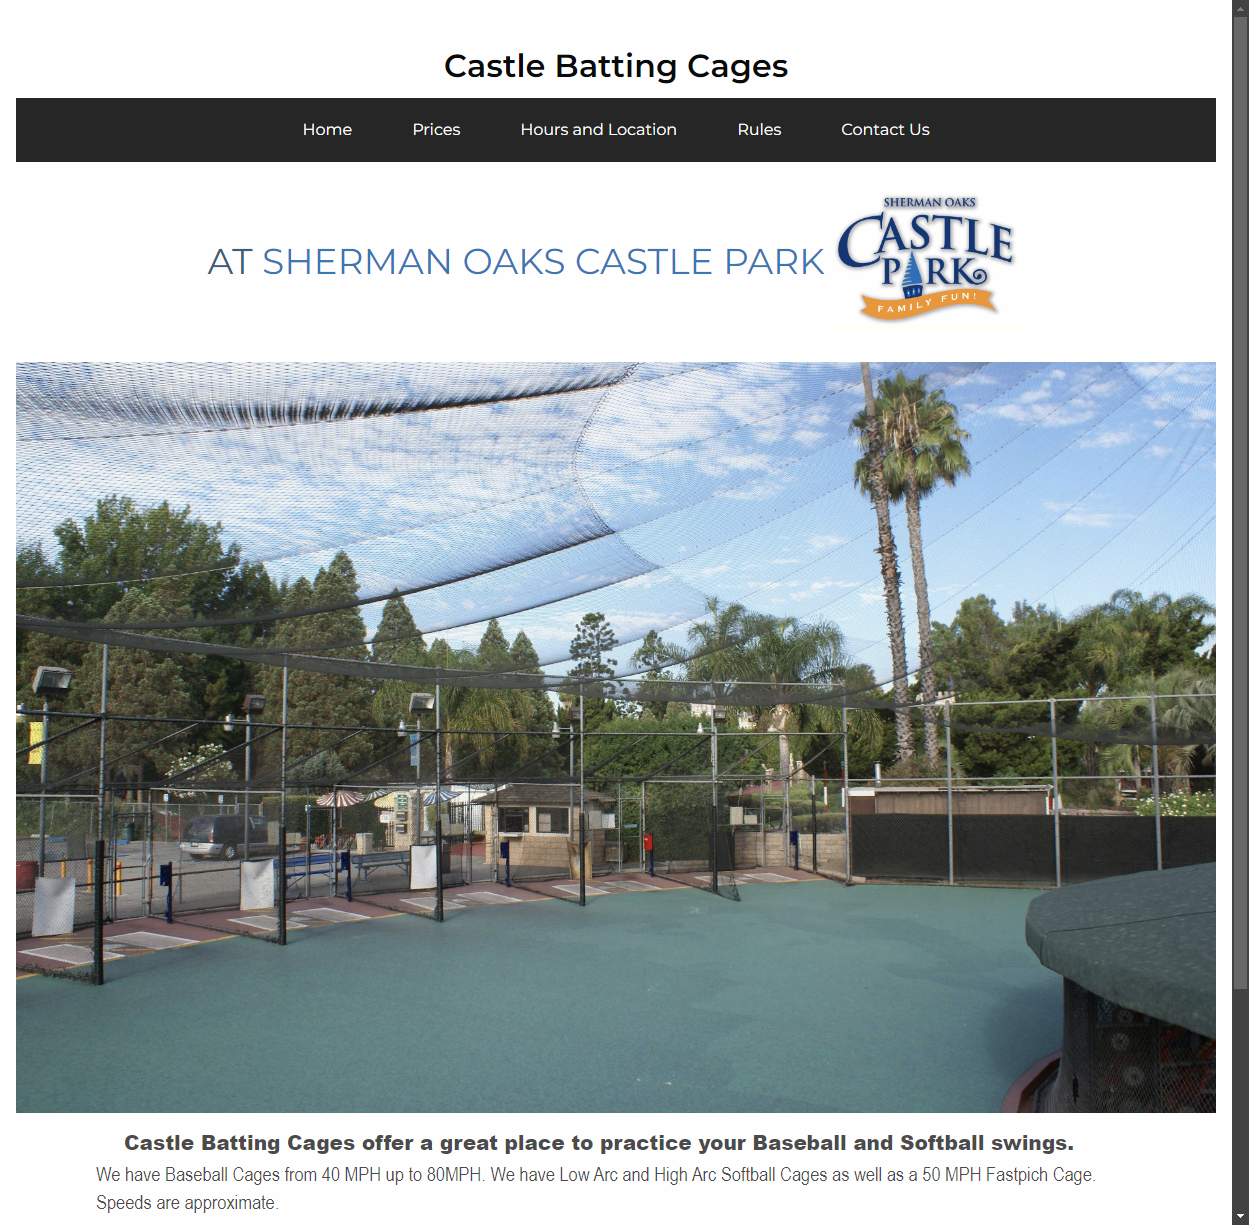 Castle Batting Cages
Home Prices Hours and Location Rules Contact Us
AT SHERMAN OAKS CASTLE PARK
SHERMAN OAKS
CASTLE
PARK
FAMILY FUN!
Castle Batting Cages offer a great place to practice your Baseball and Softball swings.
We have Baseball Cages from 40 MPH up to 80MPH. We have Low Arc and High Arc Softball Cages as well as a 50 MPH Fastpich Cage.
Speeds are approximate.